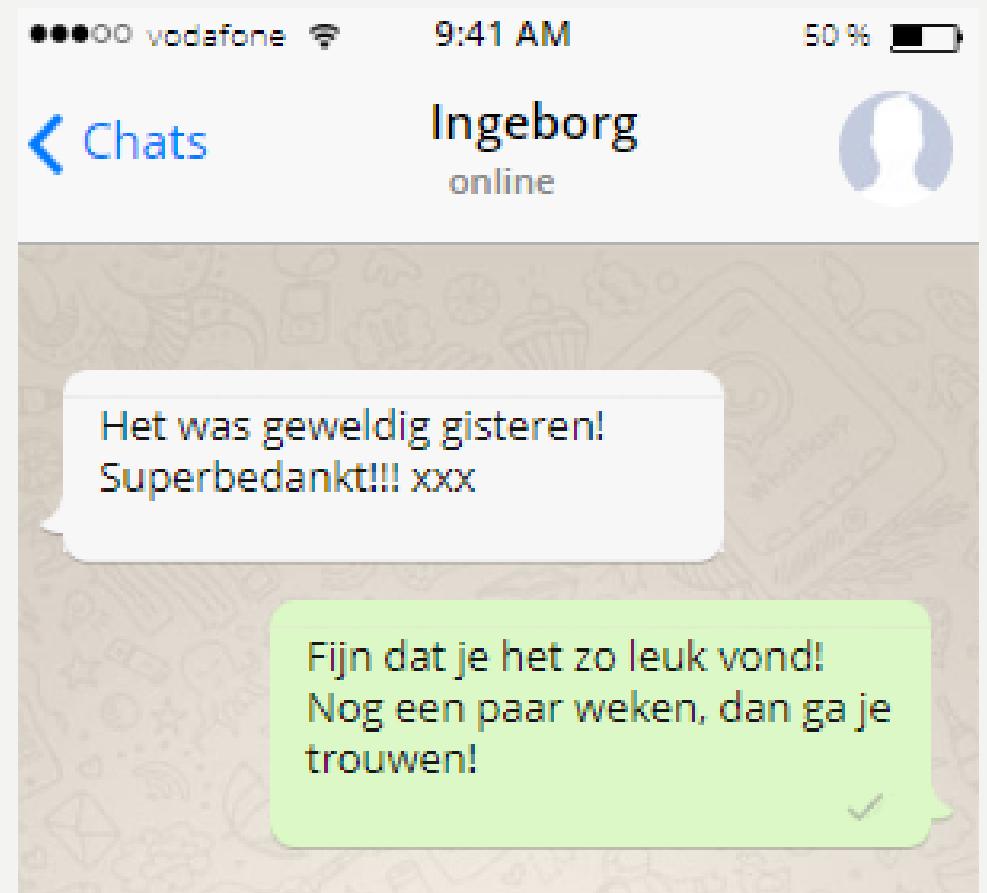 vodafone 9:41 AM 50 %
Chats
Ingeborg
online
Het was geweldig gisteren!
Superbedankt!!! xxx
Fijn dat je het zo leuk vond!
Nog een paar weken, dan ga je
trouwen!